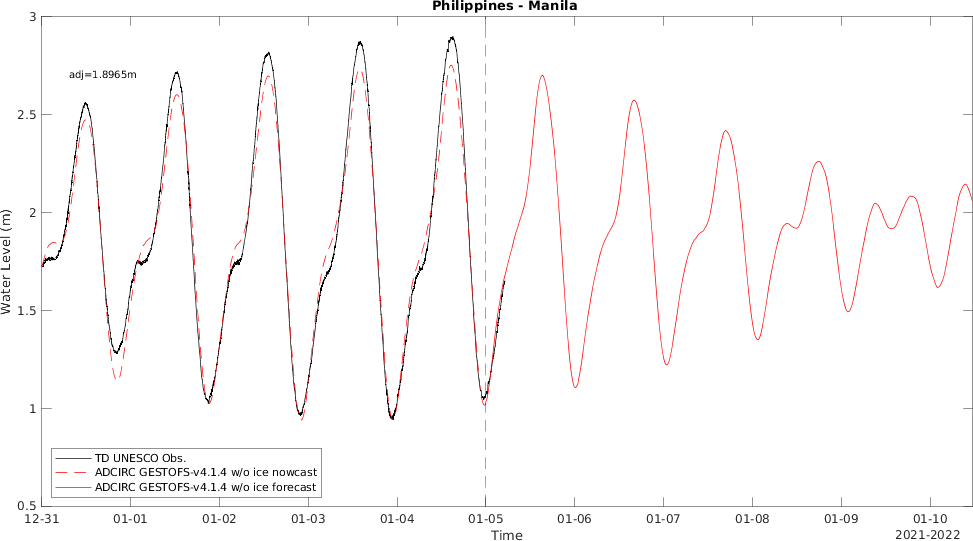 Philippines - Manila
3
adj=1.8965m
2.5
2
Water Level (m)
1.5
1
TD UNESCO Obs.
ADCIRC GESTOFS-v4.1.4 w/o ice nowcast
ADCIRC GESTOFS-v4.1.4 w/o ice forecast
0.5
12-31 01-01 01-02 01-03 01-04 01-05 01-06 01-07 01-08 01-09 01-10
Time
2021-2022